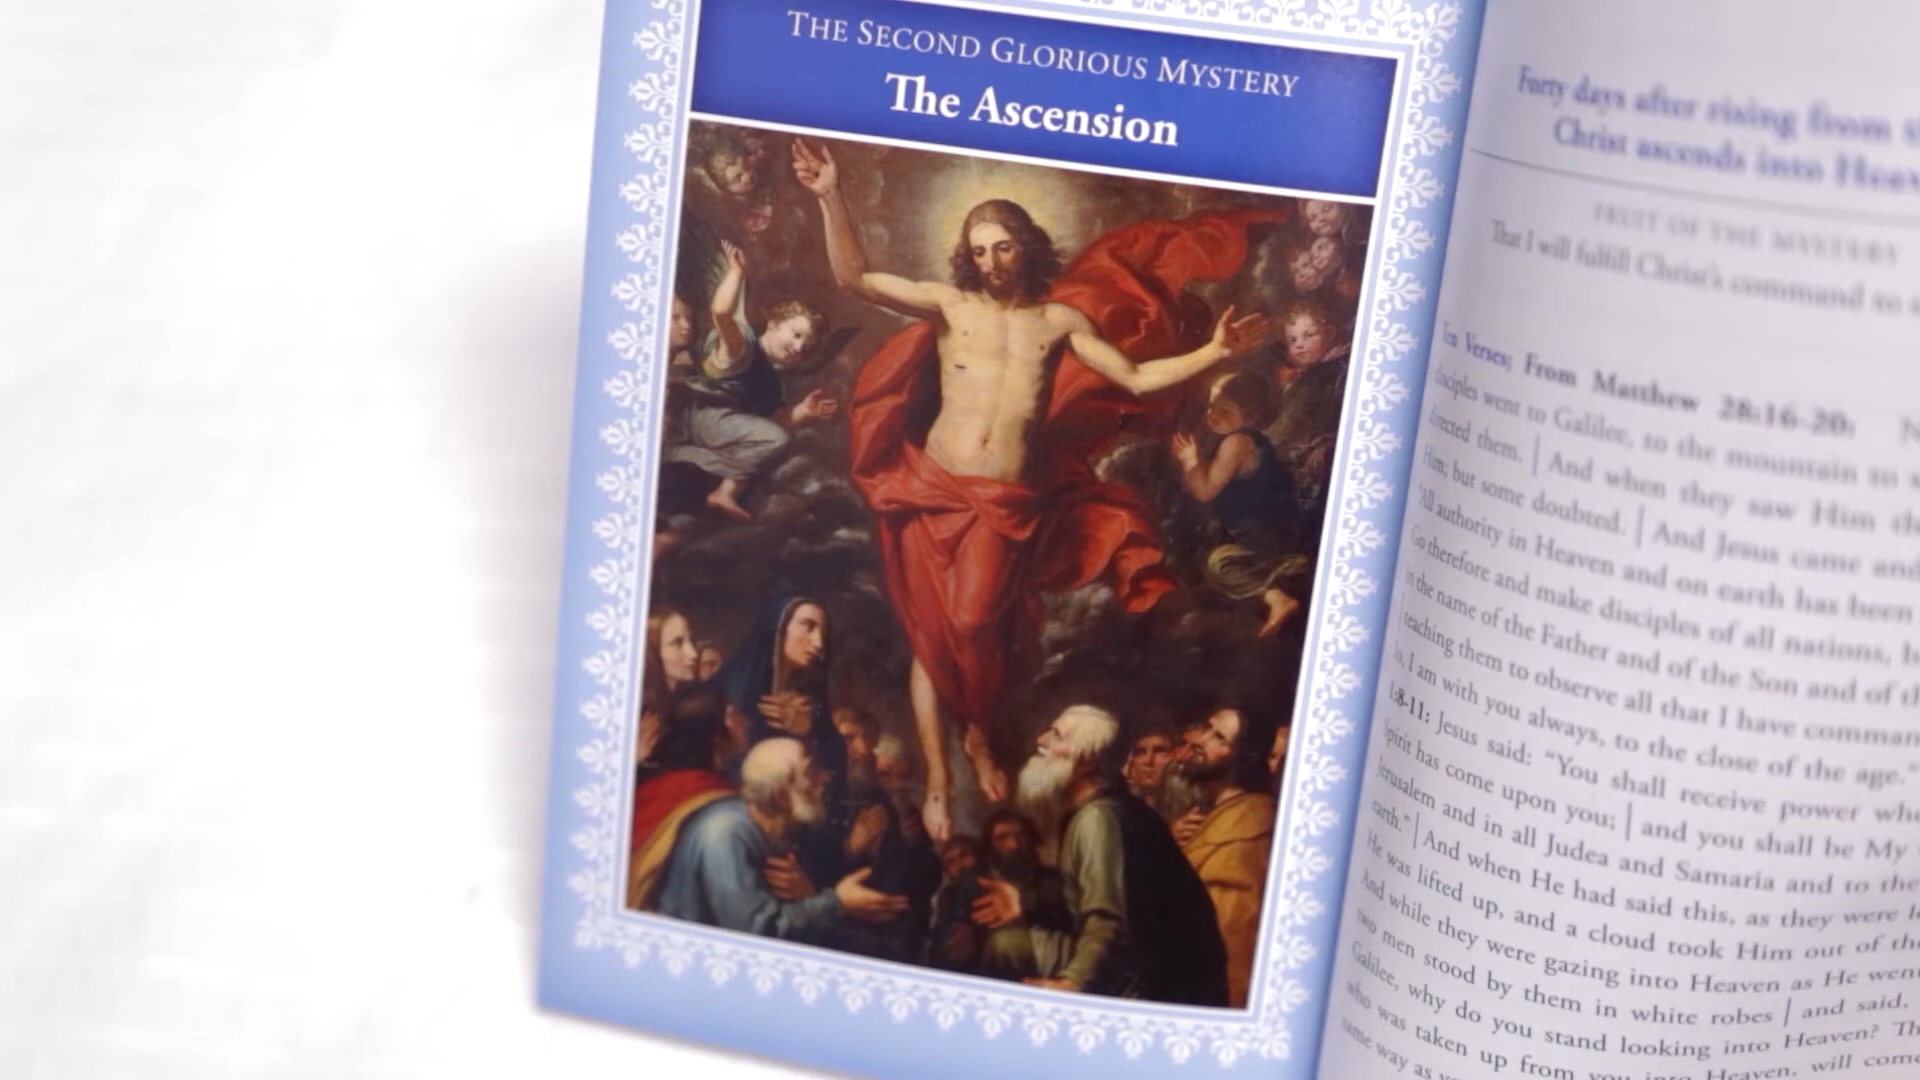 THE SECOND GLORIOUS MYSTERY
The Ascension
Forty days after rising from
Christ ascends into
FRUIT OF THE MYSTERY
That I will fulfill Christ's command to
Ten Verses; From Matthew 28:16-20:
disciples went to Galilee, to the mountain to
directed them. | And when they saw Him
Him; but some doubted. | And Jesus came and
"All authority in Heaven and on earth has been
Go therefore and make disciples of all nations,
in the name of the Father and of the Son and of
| teaching them to observe all that I have
lo, I am with you always, to the close of the age."
1:8-11: Jesus said: "You shall receive power
Spirit has come upon you; | and you shall be My
Jerusalem and in all Judea and Samaria and to the
earth." | And when He had said this, as they were
He was lifted up, and a cloud took Him out of
And while they were gazing into Heaven as He
two men stood by them in white robes | and said,
Galilee, why do you stand looking into Heaven?
who was taken up from you into Heaven, will
same way as